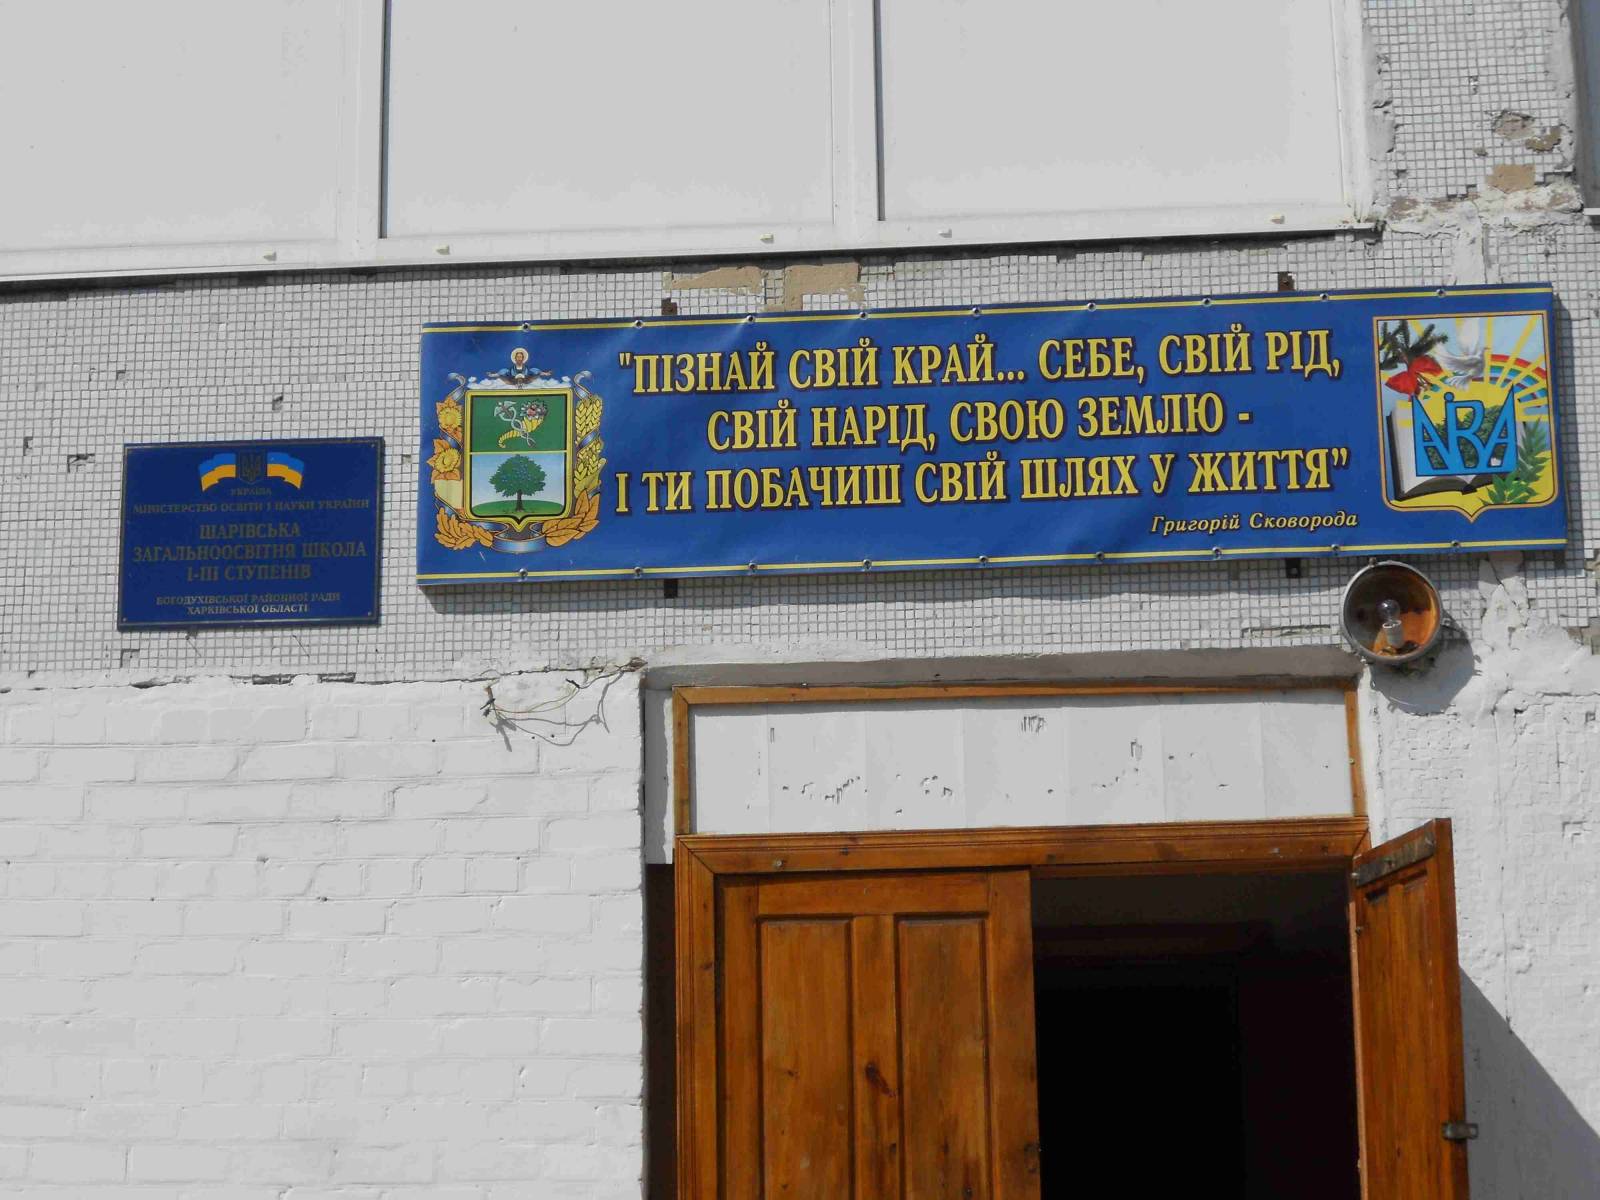 УКРАЇНА
МІНІСТЕРСТВО ОСВІТИ І НАУКИ УКРАЇНИ
ШАРІВСЬКА
ЗАГАЛЬНООСВІТНЯ ШКОЛА
І-ІІІ СТУПЕНІВ
БОГОДУХІВСЬКОЇ РАЙОННОЇ РАДИ
ХАРКІВСЬКОЇ ОБЛАСТІ
"ПІЗНАЙ СВІЙ КРАЙ... СЕБЕ, СВІЙ РІД,
СВІЙ НАРІД, СВОЮ ЗЕМЛЮ -
І ТИ ПОБАЧИШ СВІЙ ШЛЯХ У ЖИТТЯ”
Григорій Сковорода